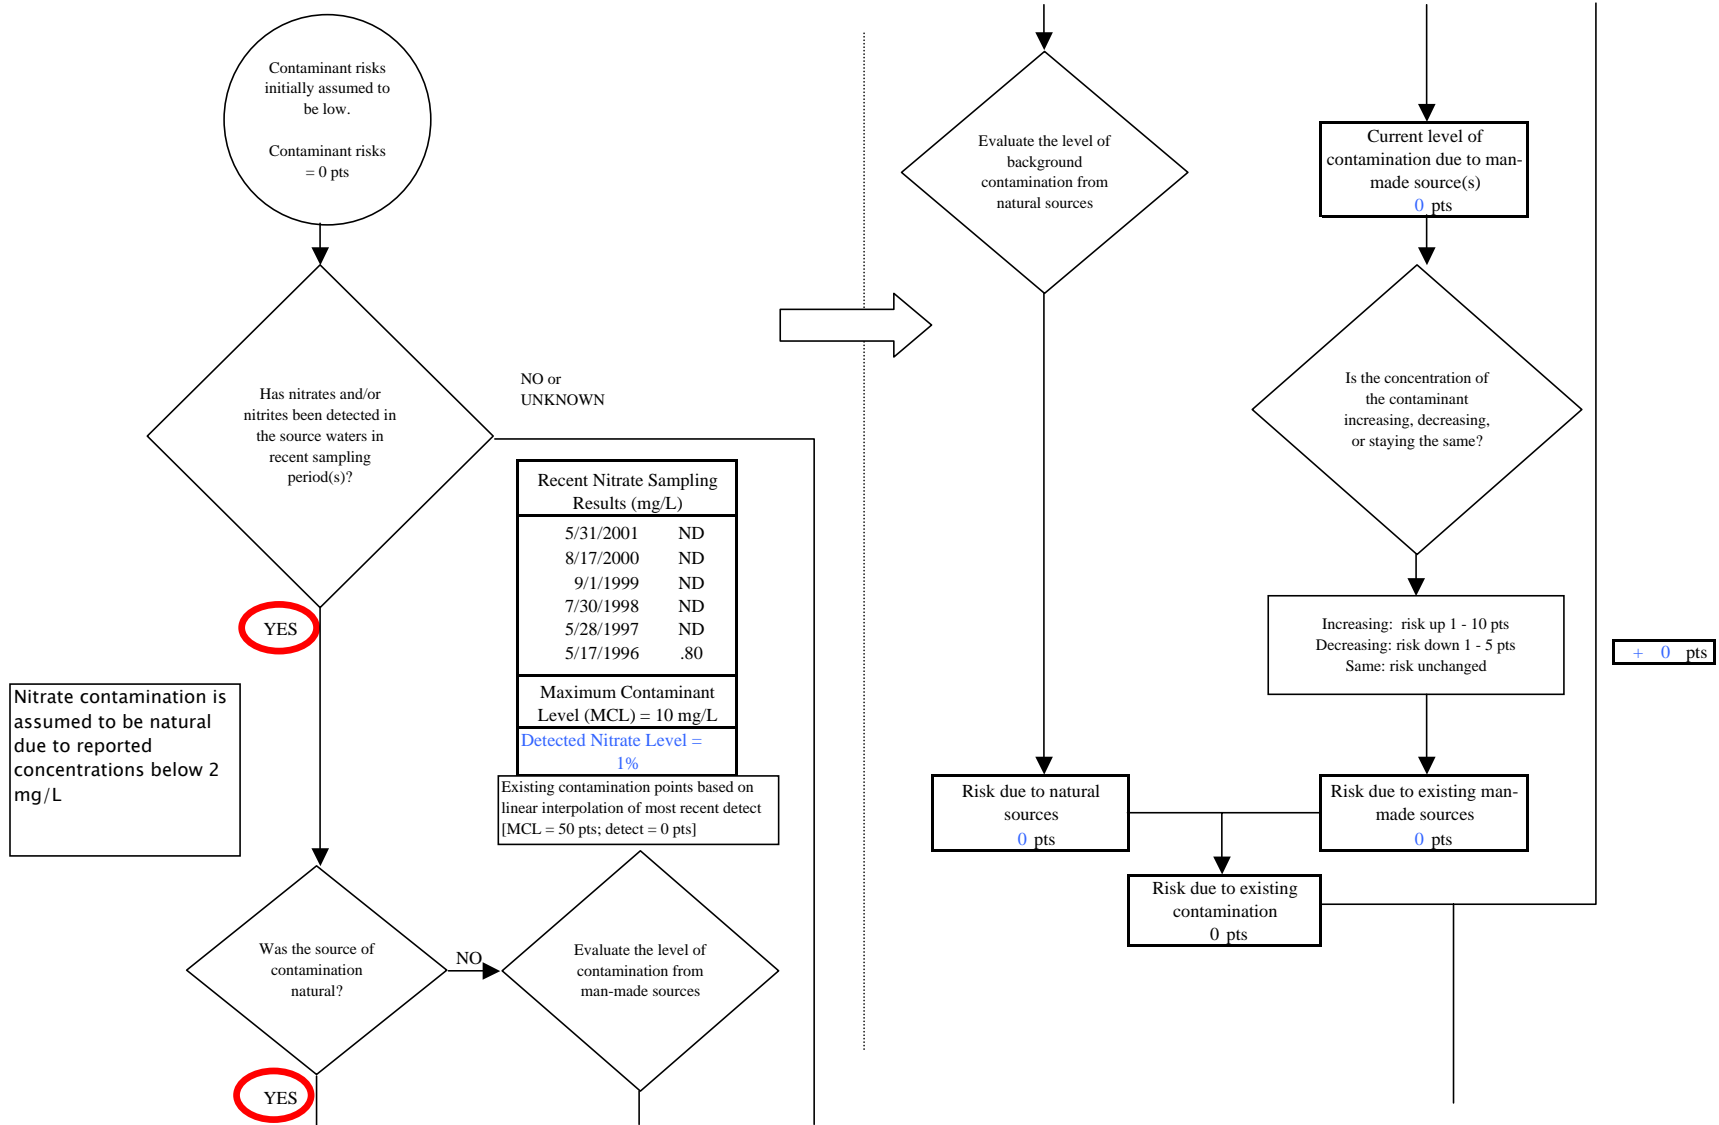 Contaminant risks
initially assumed to
be low.
Contaminant risks
= 0 pts
Has nitrates and/or
nitrites been detected in
the source waters in
recent sampling
period(s)?
NO or
UNKNOWN
YES
Recent Nitrate Sampling
Results (mg/L)
5/31/2001 ND
8/17/2000 ND
9/1/1999 ND
7/30/1998 ND
5/28/1997 ND
5/17/1996 .80
Maximum Contaminant
Level (MCL) = 10 mg/L
Detected Nitrate Level =
1%
Existing contamination points based on
linear interpolation of most recent detect
[MCL = 50 pts; detect = 0 pts]
Nitrate contamination is
assumed to be natural
due to reported
concentrations below 2
mg/L
Was the source of
contamination
natural?
NO
YES
Evaluate the level of
contamination from
man-made sources
Evaluate the level of
background
contamination from
natural sources
Current level of
contamination due to man-
made source(s)
0 pts
Is the concentration of
the contaminant
increasing, decreasing,
or staying the same?
Increasing: risk up 1 - 10 pts
Decreasing: risk down 1 - 5 pts
Same: risk unchanged
+ 0 pts
Risk due to natural
sources
0 pts
Risk due to existing man-
made sources
0 pts
Risk due to existing
contamination
0 pts